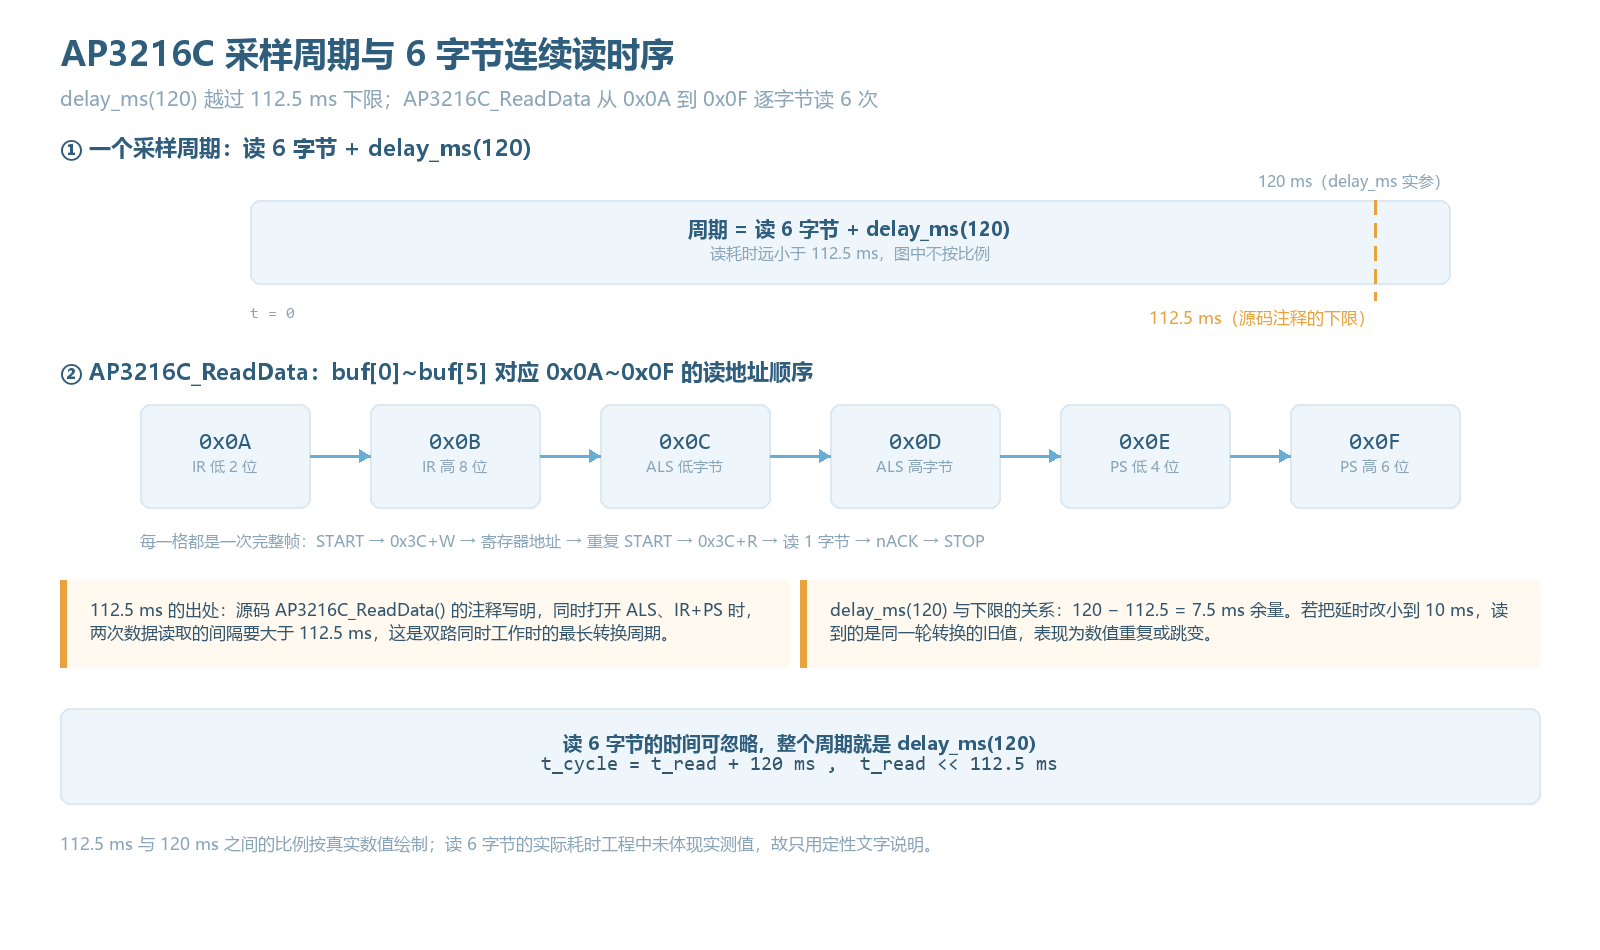 AP3216C 采样周期与 6 字节连续读时序
delay_ms(120) 越过 112.5 ms 下限；AP3216C_ReadData 从 0x0A 到 0x0F 逐字节读 6 次
① 一个采样周期：读 6 字节 + delay_ms(120)
120 ms（delay_ms 实参）
周期 = 读 6 字节 + delay_ms(120)
读耗时远小于 112.5 ms，图中不按比例
t = 0
112.5 ms（源码注释的下限）
② AP3216C_ReadData：buf[0]~buf[5] 对应 0x0A~0x0F 的读地址顺序
0x0A
IR 低 2 位
0x0B
IR 高 8 位
0x0C
ALS 低字节
0x0D
ALS 高字节
0x0E
PS 低 4 位
0x0F
PS 高 6 位
每一格都是一次完整帧：START → 0x3C+W → 寄存器地址 → 重复 START → 0x3C+R → 读 1 字节 → nACK → STOP
112.5 ms 的出处：源码 AP3216C_ReadData() 的注释写明，同时打开 ALS、IR+PS 时，
两次数据读取的间隔要大于 112.5 ms，这是双路同时工作时的最长转换周期。
delay_ms(120) 与下限的关系：120 − 112.5 = 7.5 ms 余量。若把延时改小到 10 ms，读
到的是同一轮转换的旧值，表现为数值重复或跳变。
读 6 字节的时间可忽略，整个周期就是 delay_ms(120)
t_cycle = t_read + 120 ms ,  t_read << 112.5 ms
112.5 ms 与 120 ms 之间的比例按真实数值绘制；读 6 字节的实际耗时工程中未体现实测值，故只用定性文字说明。